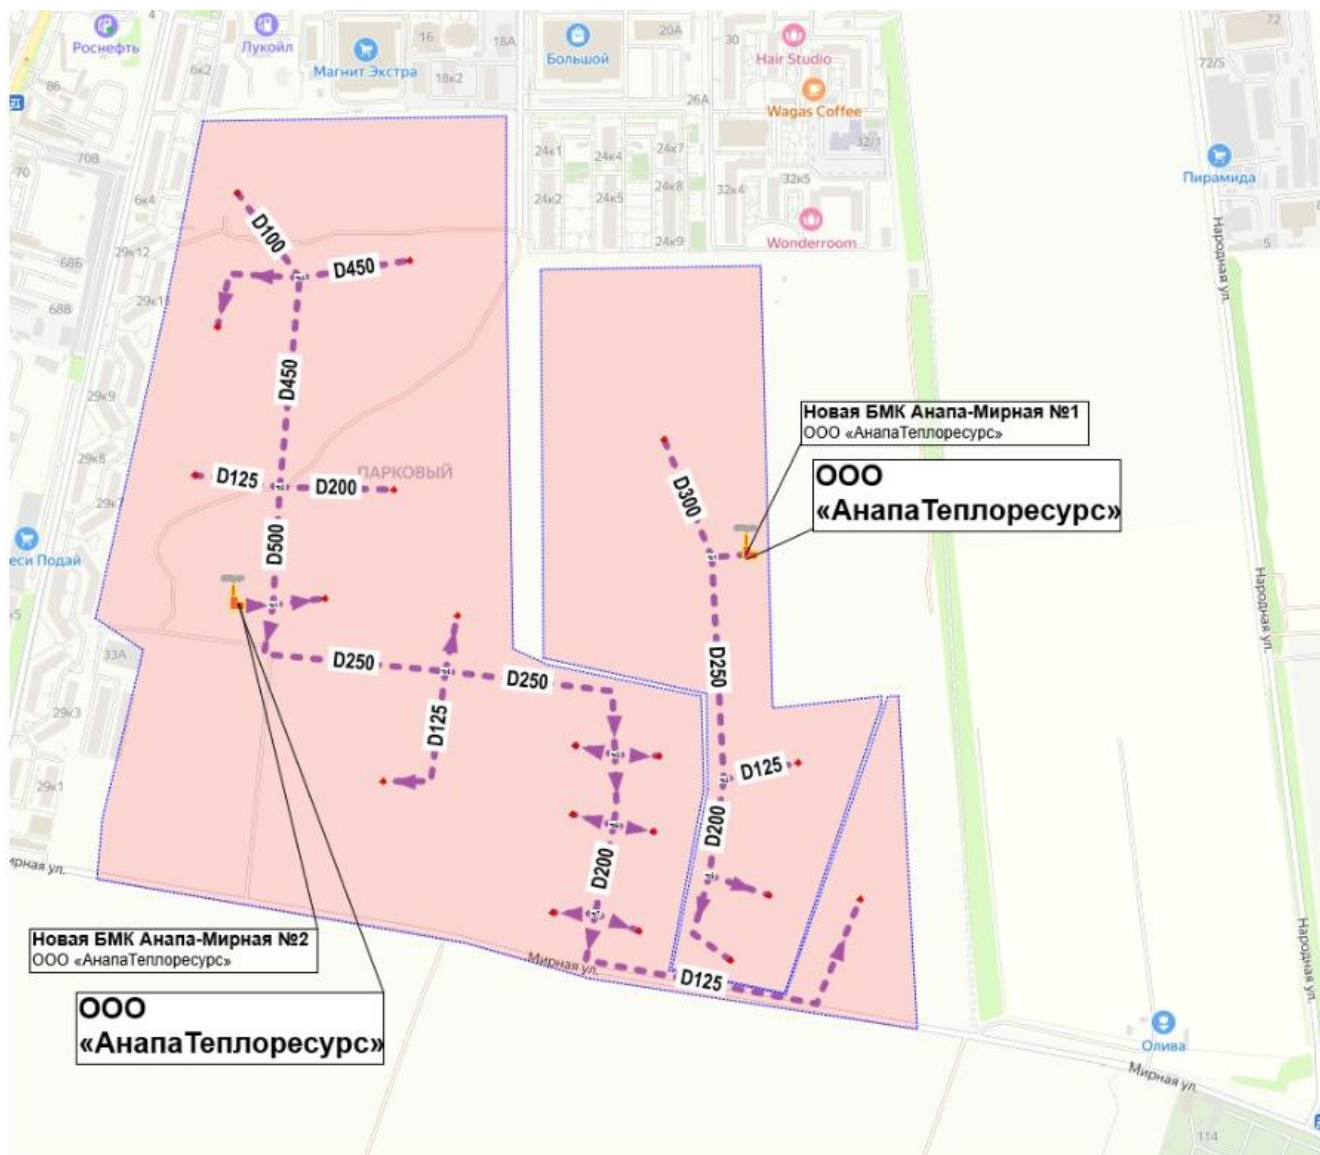 4
Роснефть
Лукойл
16
18А
Магнит Экстра
18к2
6к2
86
Большой
20А
30
Hair Studio
72
72/5
26А
Wagas Coffee
32/1
70В
70
6к4
24к1
24к4
24к7
24к2
24к5
24к8
32к4
32к5
Пирамида
24к9
Wonderroom
5
Народная ул.
29к12
68Б
68В
D100
D450
D450
29к9
Новая БМК Анапа-Мирная №1
ООО «АнапаТеплоресурс»
29к8
ПАРКОВЫЙ
D125
D200
D300
ООО
«АнапаТеплоресурс»
D500
еси Подай
Народная ул.
33А
D250
D250
D250
29к3
D125
D125
29к1
D200
D200
ирная ул.
Новая БМК Анапа-Мирная №2
ООО «АнапаТеплоресурс»
Мирная ул.
D125
Народная ул.
ООО
«АнапаТеплоресурс»
Олива
Мирная ул.
114